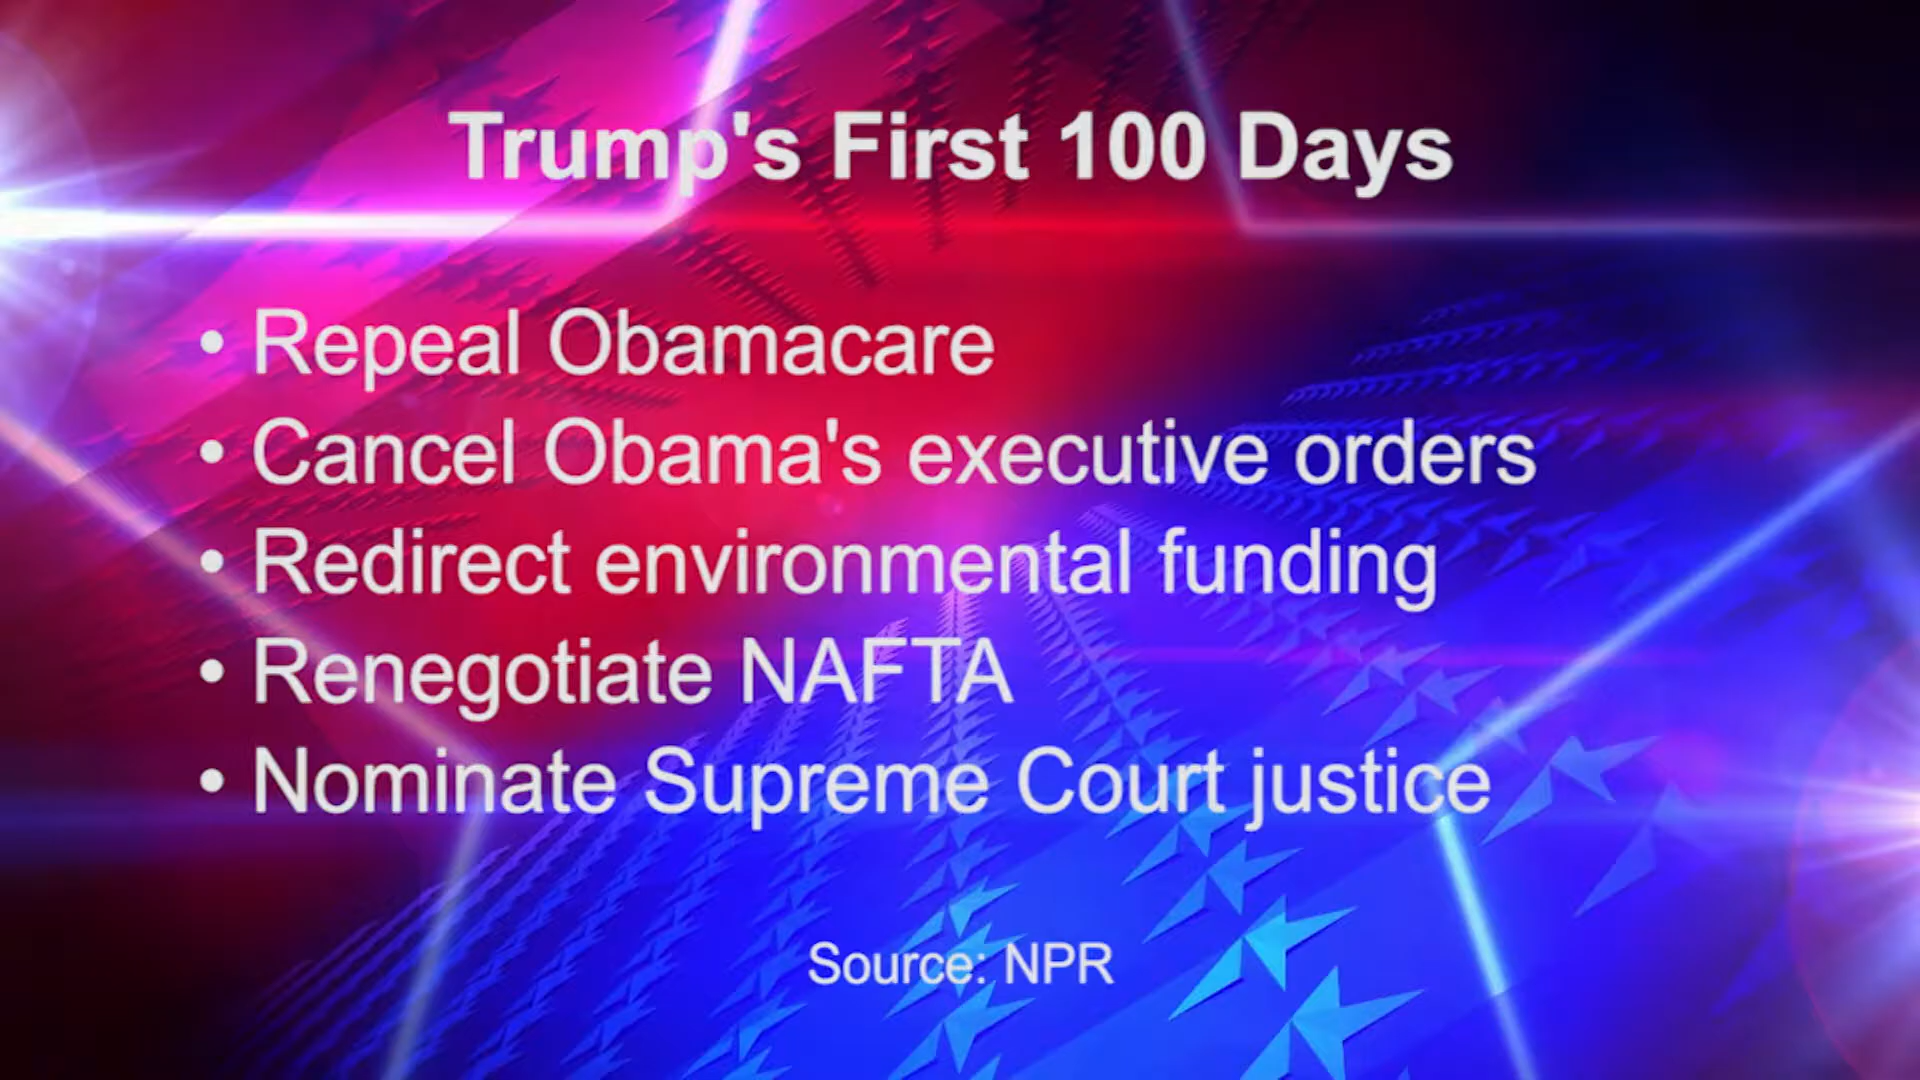 Trump's First 100 Days
• Repeal Obamacare
• Cancel Obama's executive orders
• Redirect environmental funding
• Renegotiate NAFTA
• Nominate Supreme Court justice
Source: NPR